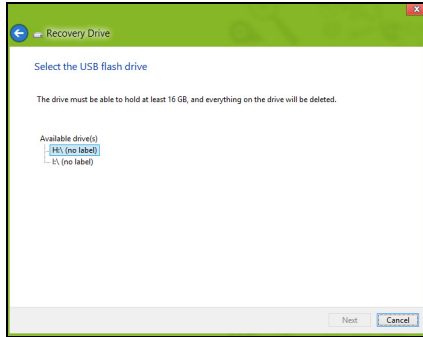 Recovery Drive
Select the USB flash drive
The drive must be able to hold at least 16 GB, and everything on the drive will be deleted.
Available drive(s)
H:\ (no label)
I:\ (no label)
Next Cancel